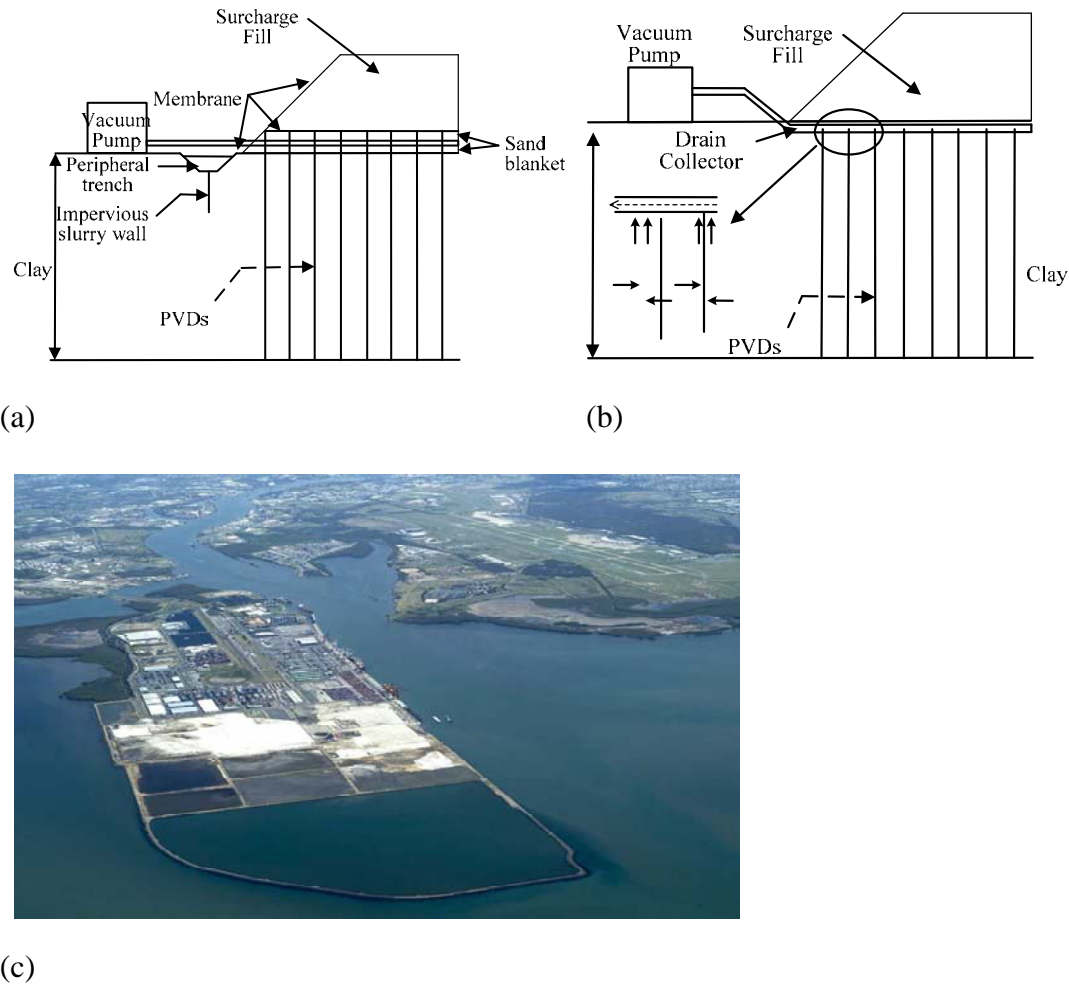 Surcharge
Fill
Membrane
Vacuum
Pump
Sand
blanket
Peripheral
trench
Impervious
slurry wall
Clay
PVDs
(a)
Vacuum
Pump
Surcharge
Fill
Drain
Collector
Clay
PVDs
(b)
(c)